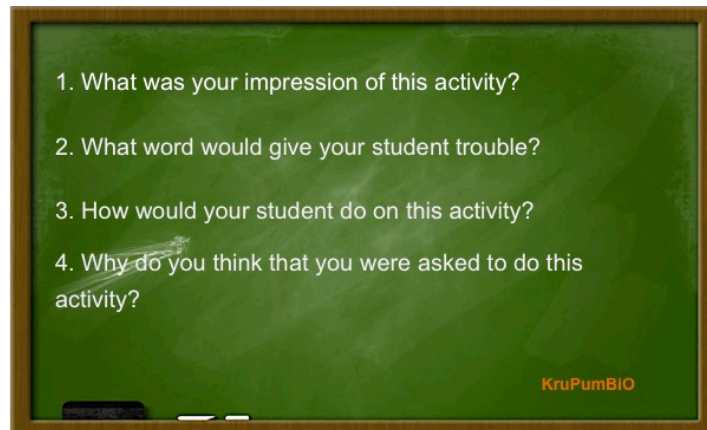 1. What was your impression of this activity?
2. What word would give your student trouble?
3. How would your student do on this activity?
4. Why do you think that you were asked to do this
activity?
KruPumBiO